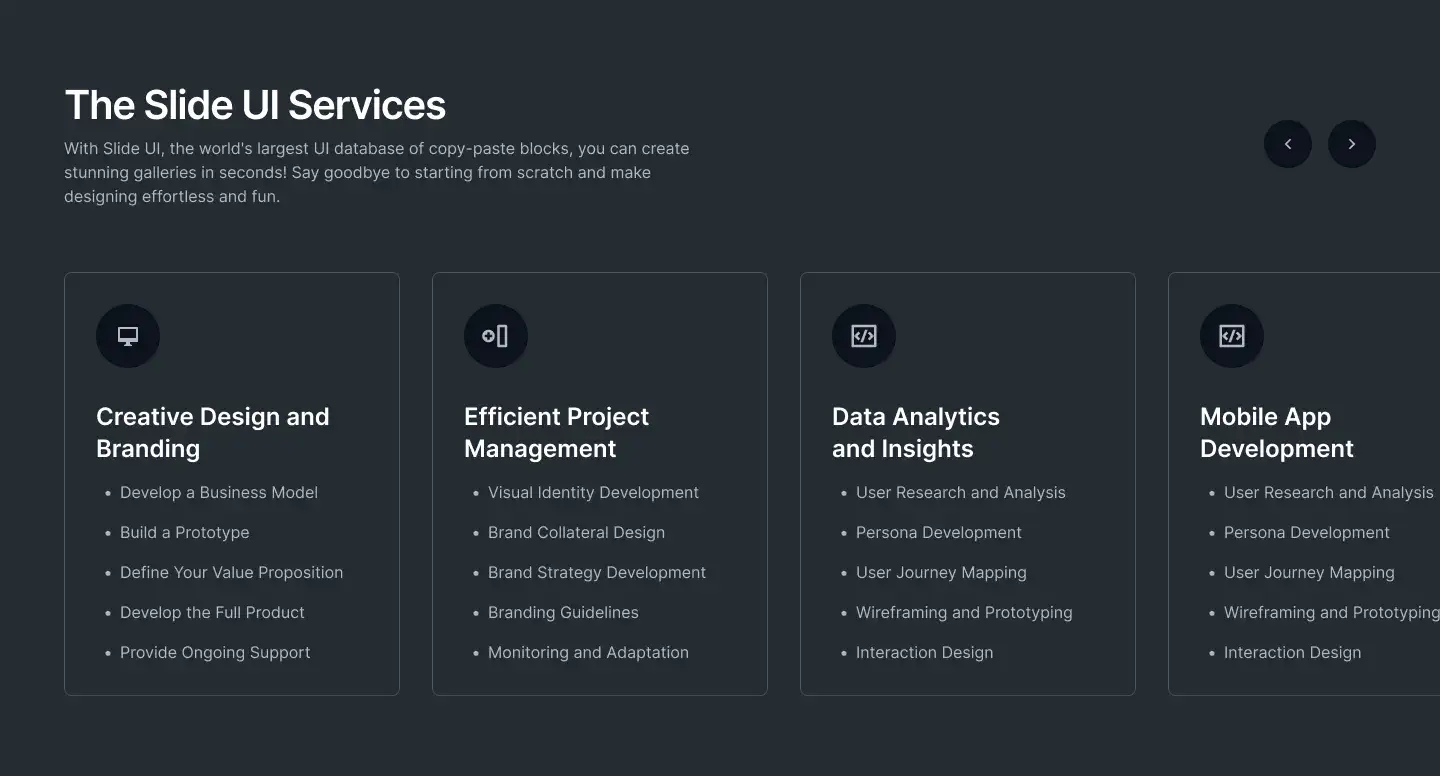 The Slide UI Services
With Slide UI, the world's largest UI database of copy-paste blocks, you can create
stunning galleries in seconds! Say goodbye to starting from scratch and make
designing effortless and fun.
Creative Design and
Branding
• Develop a Business Model
• Build a Prototype
• Define Your Value Proposition
• Develop the Full Product
• Provide Ongoing Support
Efficient Project
Management
• Visual Identity Development
• Brand Collateral Design
• Brand Strategy Development
• Branding Guidelines
• Monitoring and Adaptation
Data Analytics
and Insights
• User Research and Analysis
• Persona Development
• User Journey Mapping
• Wireframing and Prototyping
• Interaction Design
Mobile App
Development
• User Research and Analysis
• Persona Development
• User Journey Mapping
• Wireframing and Prototyping
• Interaction Design